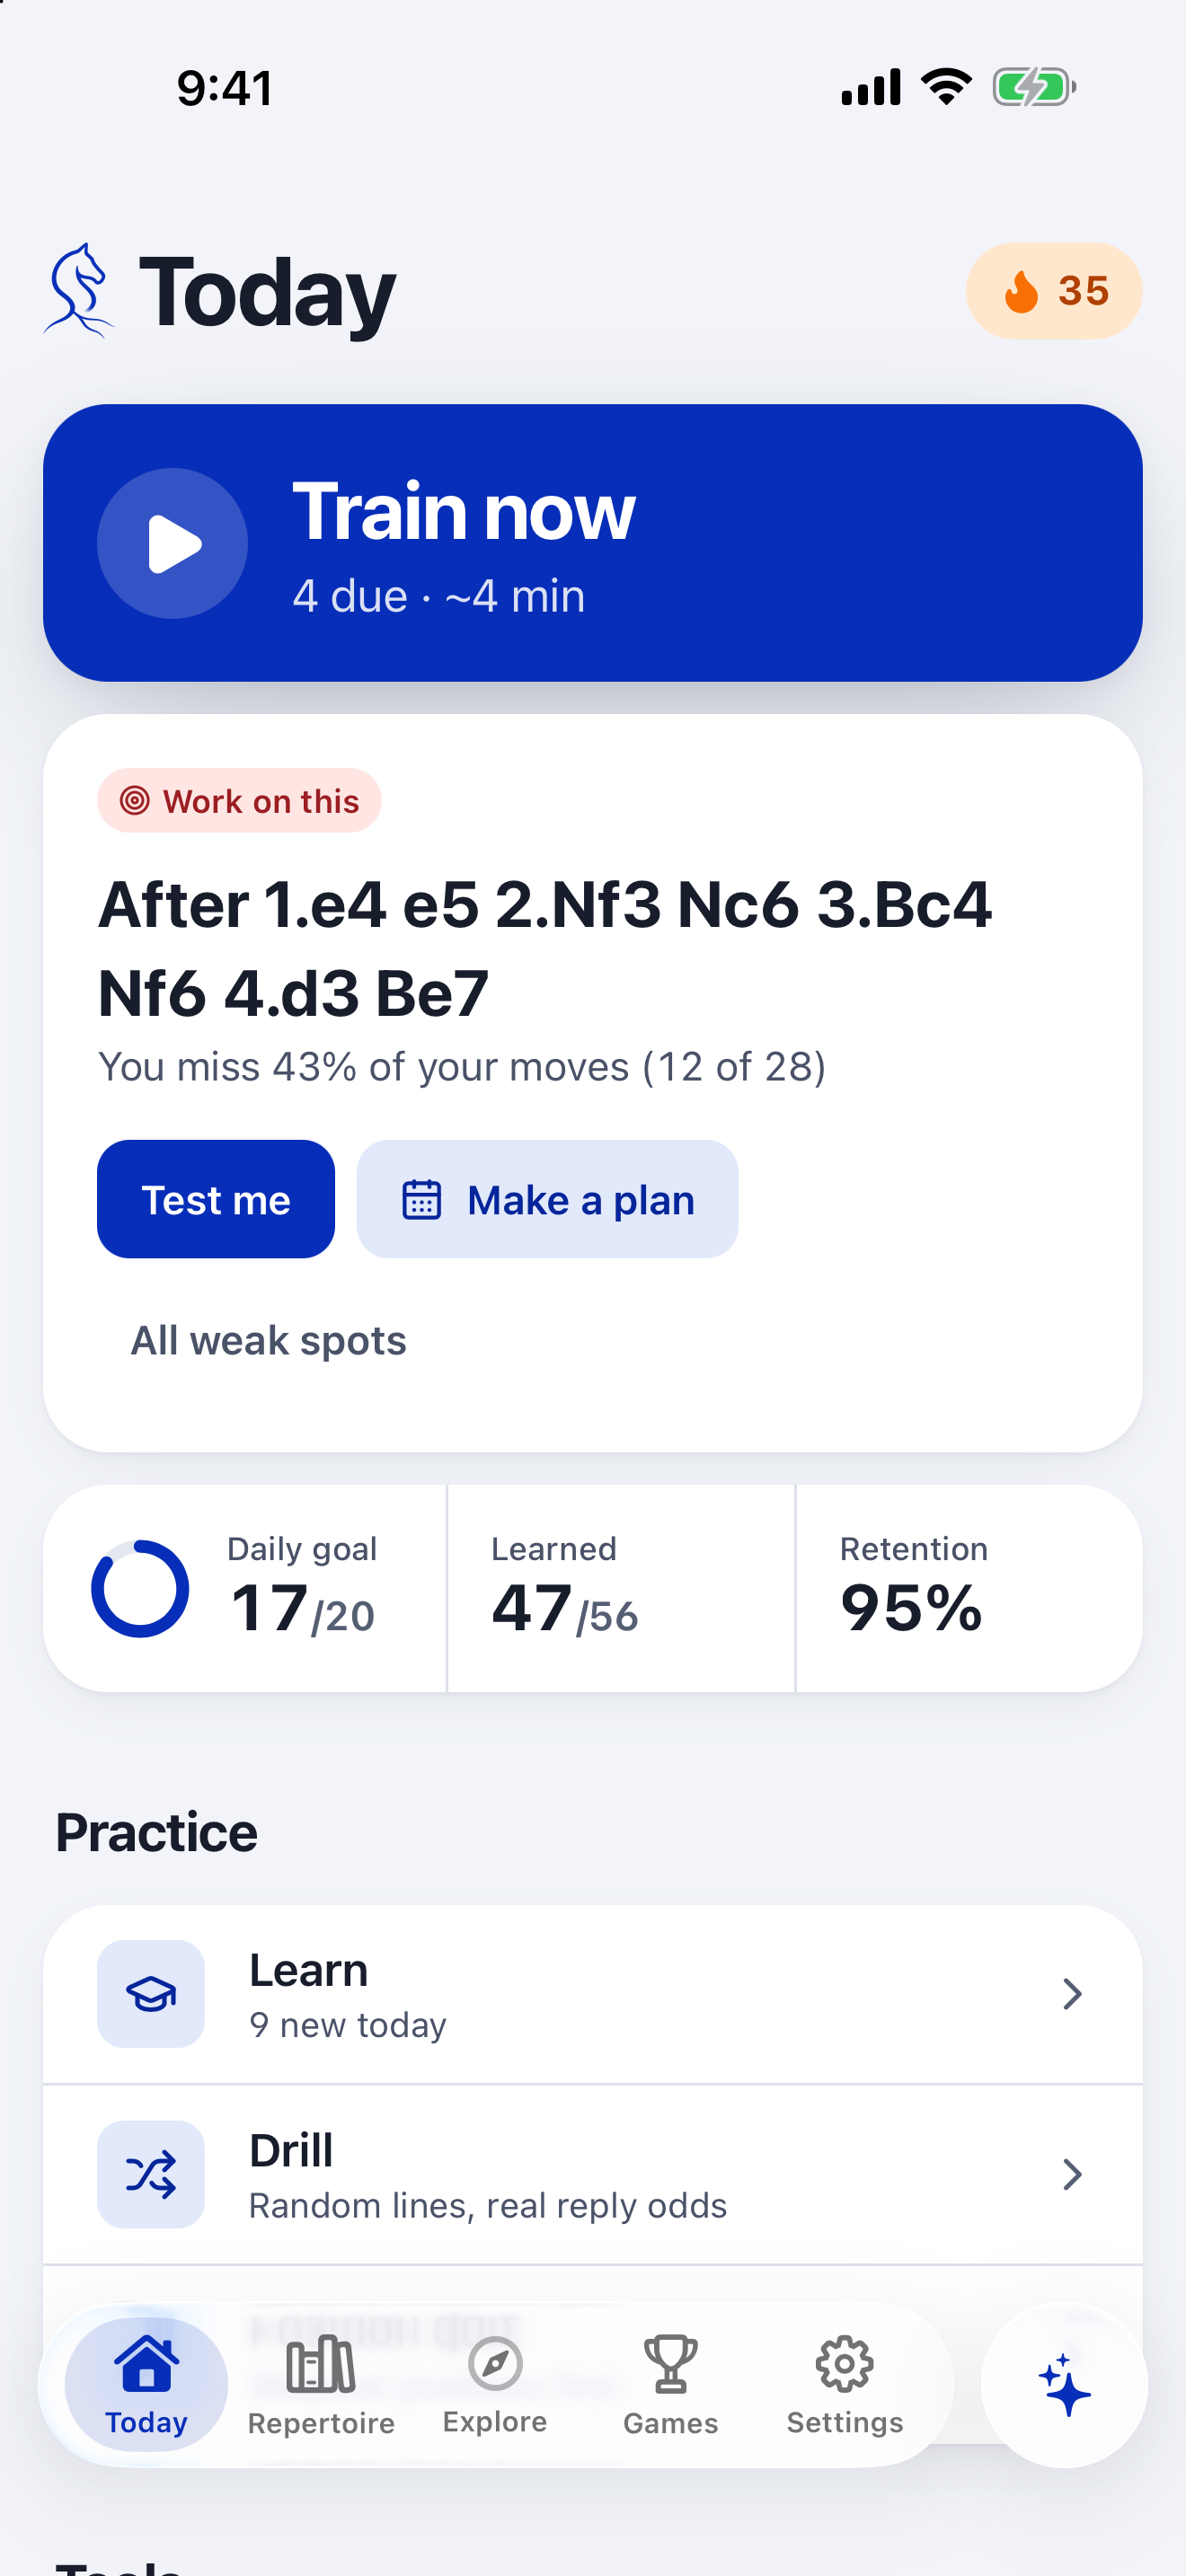 9:41
Today
35
Train now
4 due · ~4 min
Work on this
After 1.e4 e5 2.Nf3 Nc6 3.Bc4
Nf6 4.d3 Be7
You miss 43% of your moves (12 of 28)
Test me
Make a plan
All weak spots
Daily goal
17/20
Learned
47/56
Retention
95%
Practice
Learn
9 new today
Drill
Random lines, real reply odds
Today
Repertoire
Explore
Games
Settings